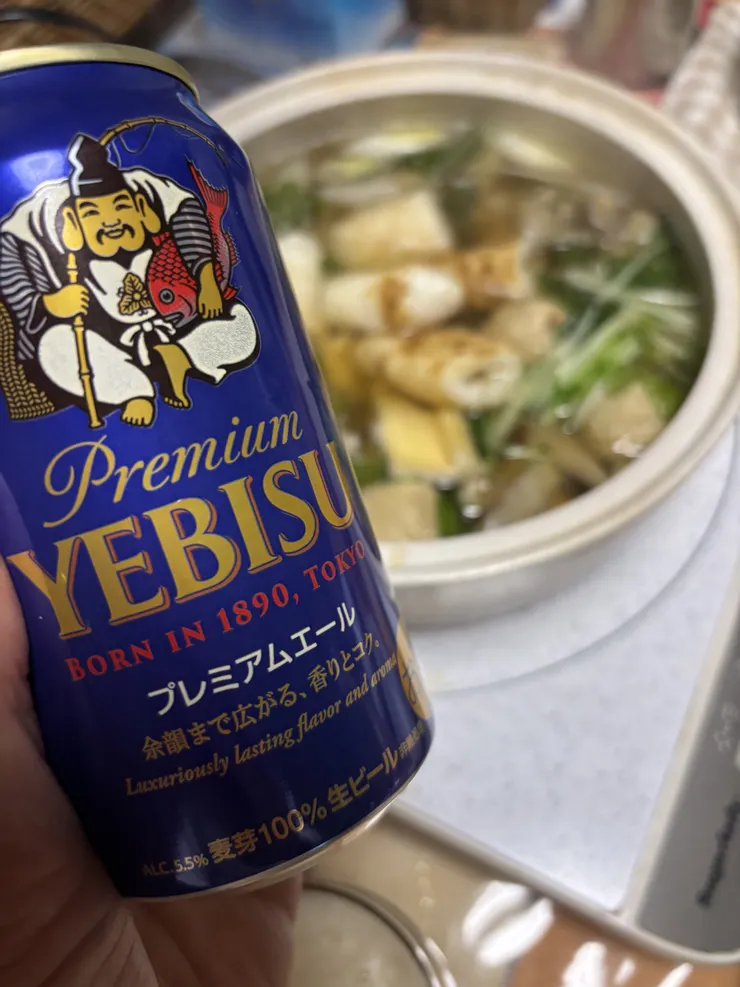 Premium
YEBISU
BORN IN 1890, TOKYO
プレミアムエール
余韻まで広がる、香りとコク。
Luxuriously lasting flavor and aroma
ALC.5.5% 麦芽100% 生ビール